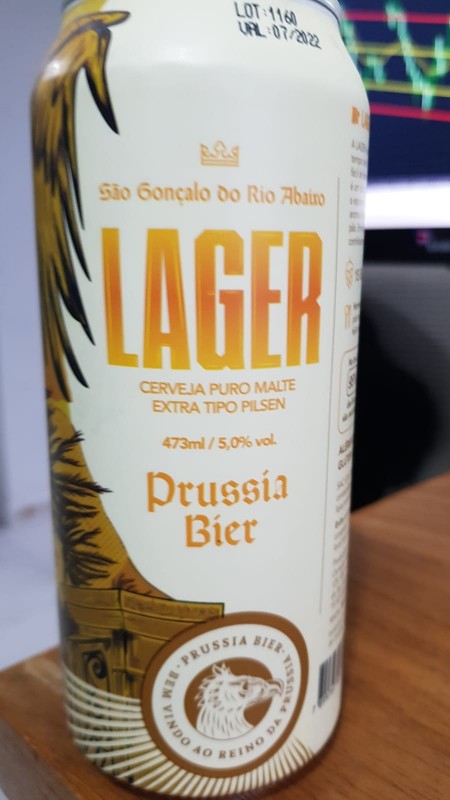 LOT:1160
VAL:07/2022
São Gonçalo do Rio Abaixo
LAGER
CERVEJA PURO MALTE
EXTRA TIPO PILSEN
473ml / 5,0% vol.
Prussia
Bier
· PRUSSIA BIER ·
BEM VINDO AO REINO DA PRUSSIA